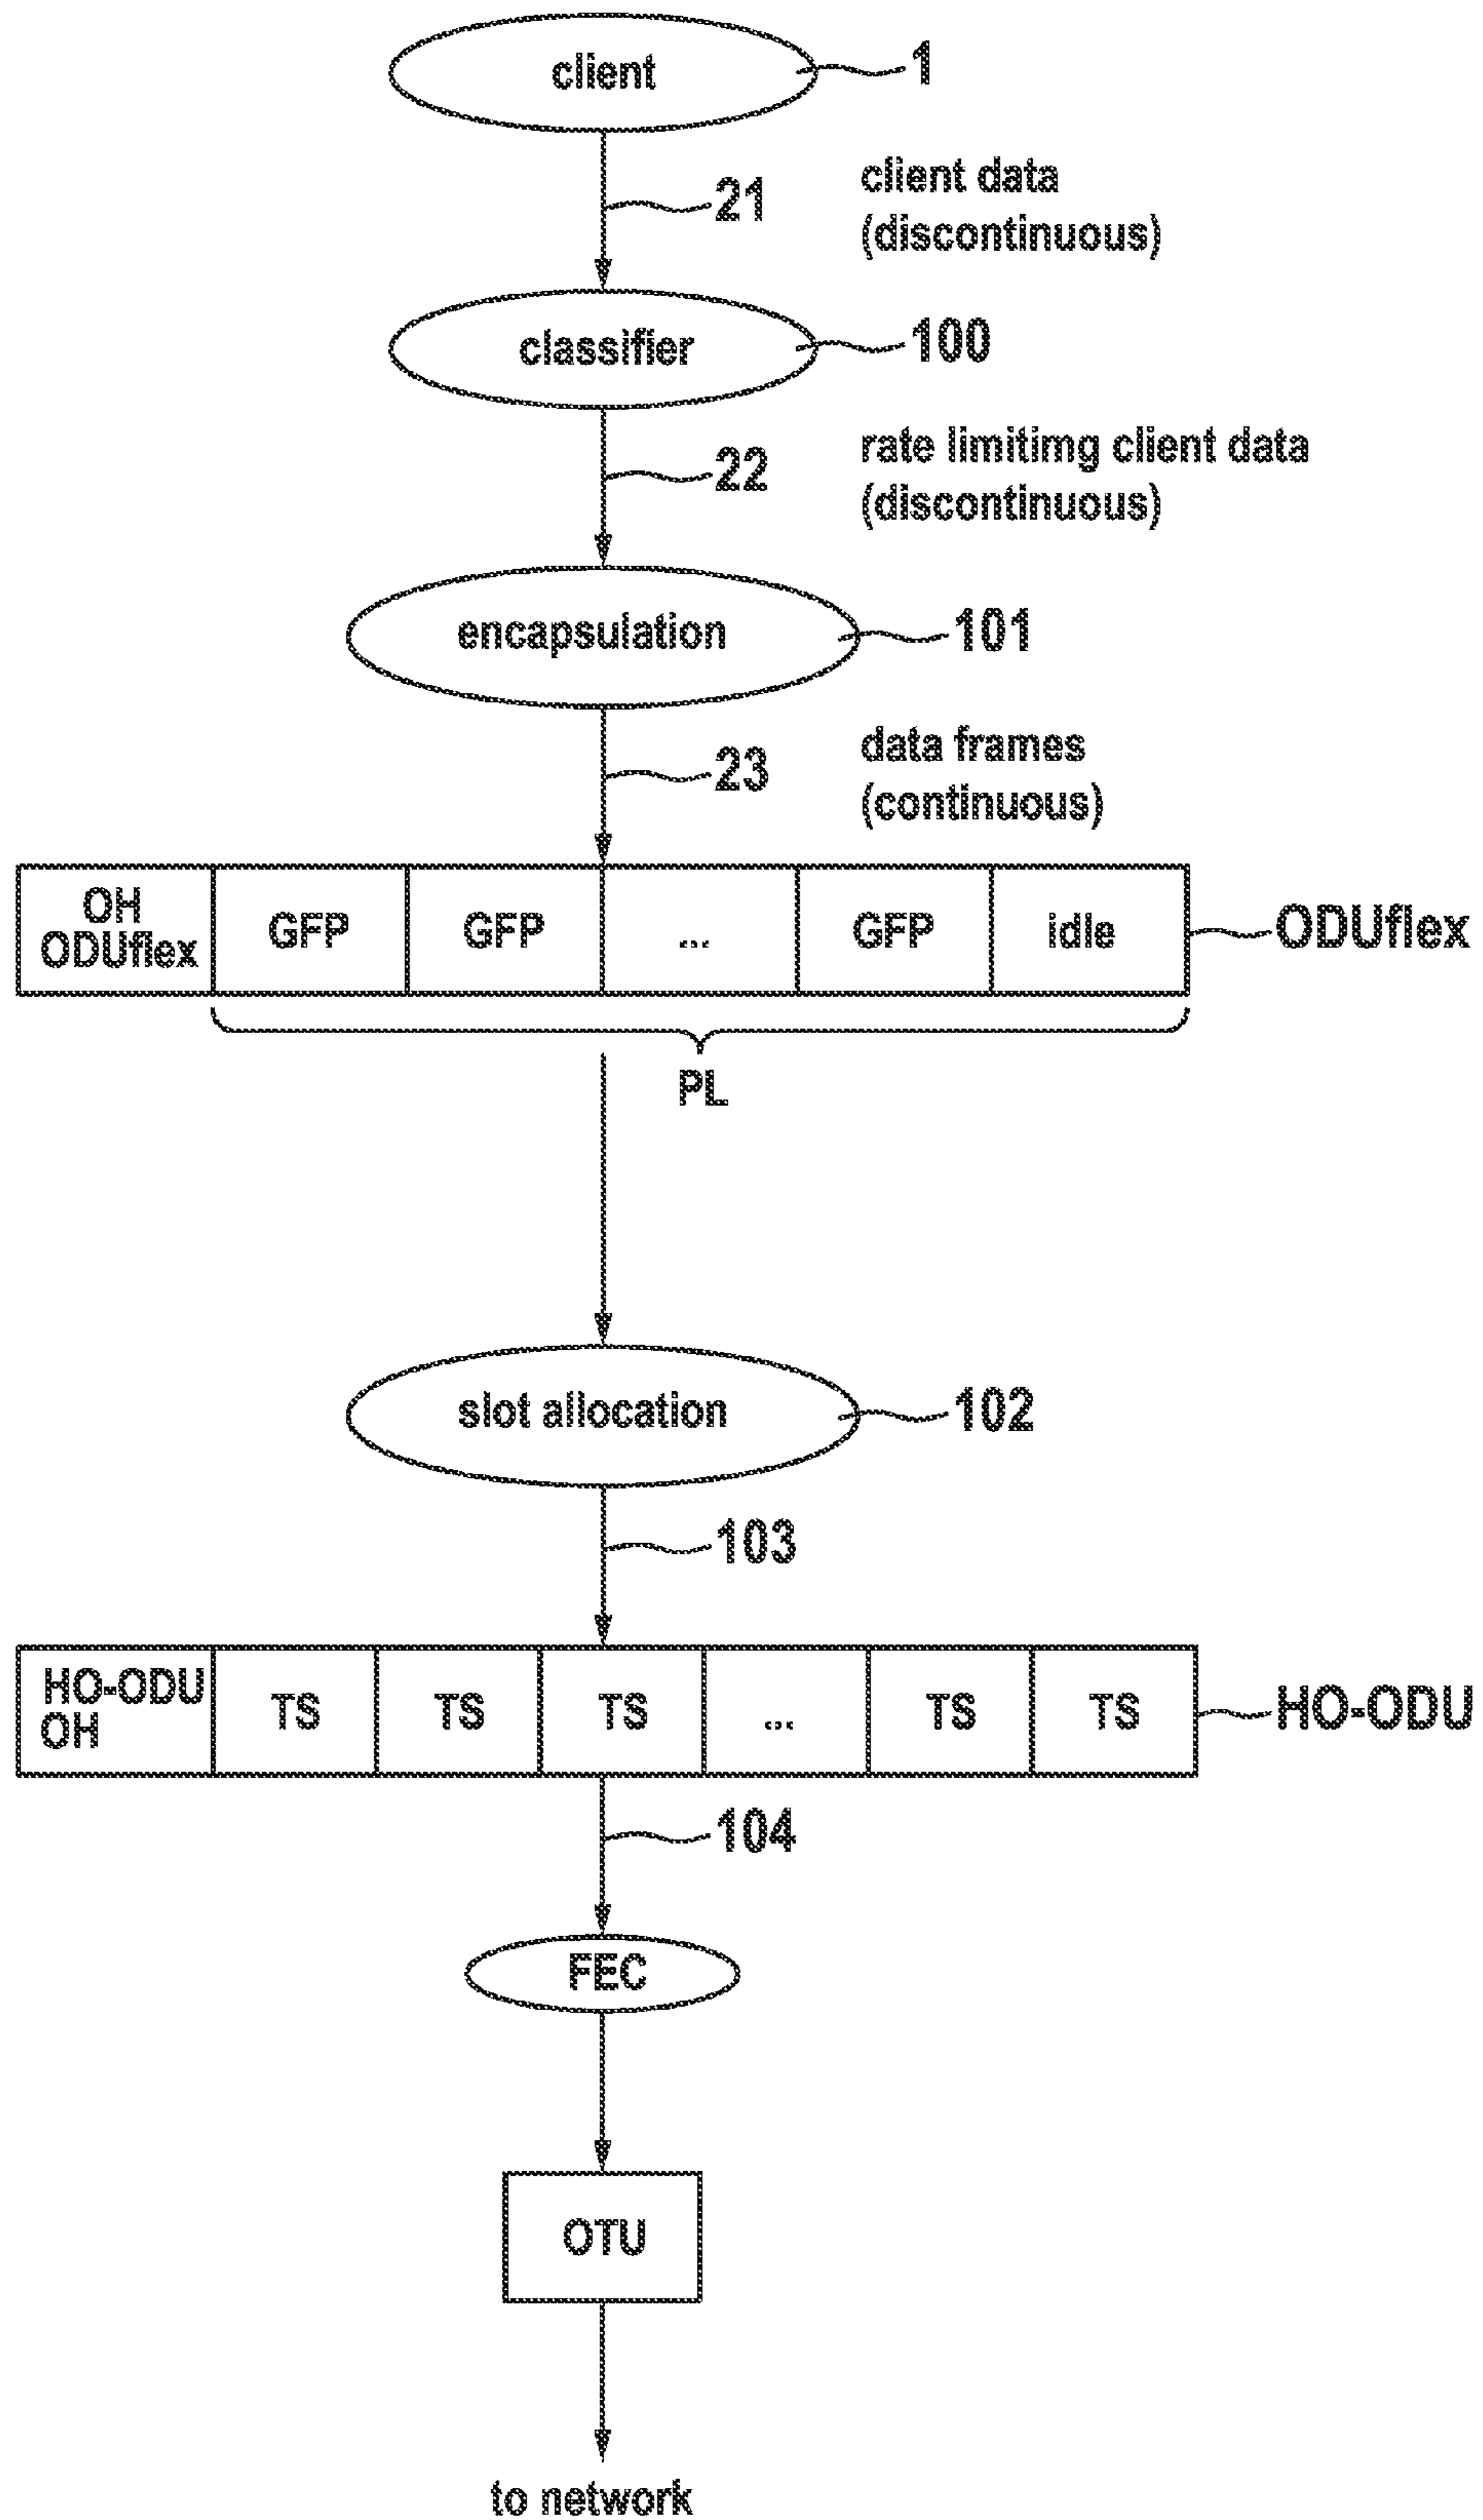 client
1
21
client data
(discontinuous)
classifier
100
22
rate limitimg client data
(discontinuous)
encapsulation
101
23
data frames
(continuous)
OH
ODUflex
GFP
GFP
...
GFP
idle
ODUflex
PL
slot allocation
102
103
HO-ODU
OH
TS
TS
TS
...
TS
TS
HO-ODU
104
FEC
OTU
to network